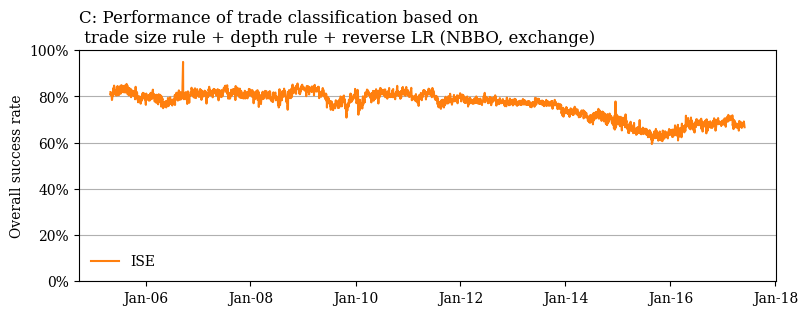 C: Performance of trade classification based on
trade size rule + depth rule + reverse LR (NBBO, exchange)
100%
80%
60%
40%
20%
0%
Overall success rate
ISE
Jan-06
Jan-08
Jan-10
Jan-12
Jan-14
Jan-16
Jan-18